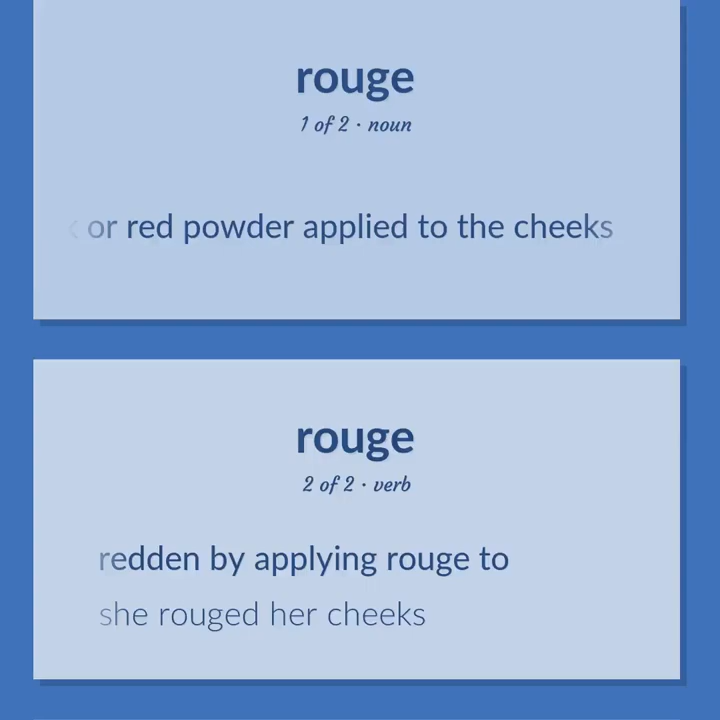 rouge
1 of 2 · noun
or red powder applied to the cheeks
rouge
2 of 2 · verb
redden by applying rouge to
she rouged her cheeks